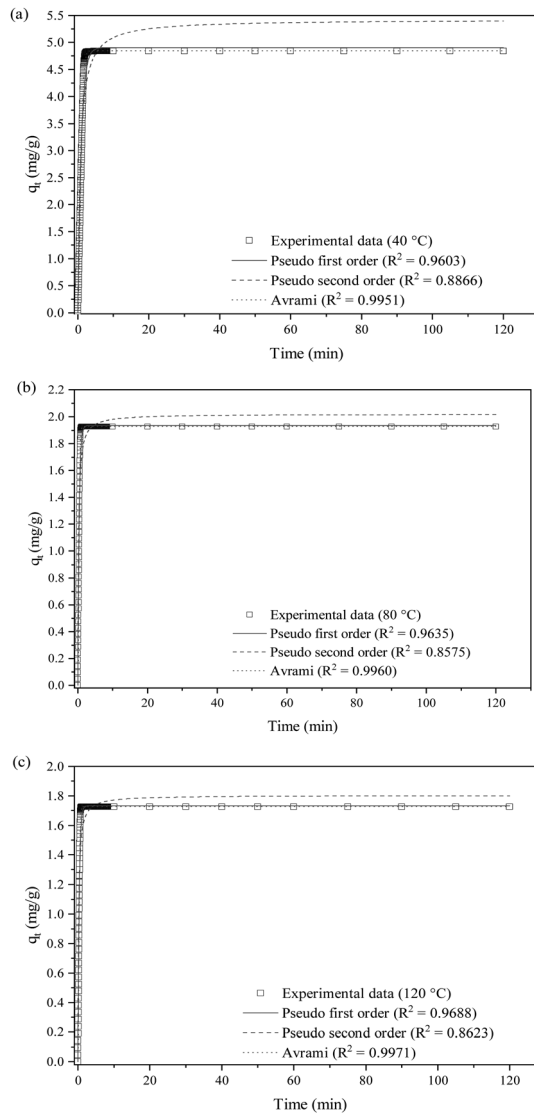 (a)
5.5
5.0
4.5
4.0
3.5
3.0
2.5
2.0
1.5
1.0
0.5
0.0
qₜ (mg/g)
Experimental data (40 °C)
Pseudo first order (R² = 0.9603)
Pseudo second order (R² = 0.8866)
Avrami (R² = 0.9951)
0 20 40 60 80 100 120
Time (min)
(b)
2.2
2.0
1.8
1.6
1.4
1.2
1.0
0.8
0.6
0.4
0.2
0.0
qₜ (mg/g)
Experimental data (80 °C)
Pseudo first order (R² = 0.9635)
Pseudo second order (R² = 0.8575)
Avrami (R² = 0.9960)
0 20 40 60 80 100 120
Time (min)
(c)
2.0
1.8
1.6
1.4
1.2
1.0
0.8
0.6
0.4
0.2
0.0
qₜ (mg/g)
Experimental data (120 °C)
Pseudo first order (R² = 0.9688)
Pseudo second order (R² = 0.8623)
Avrami (R² = 0.9971)
0 20 40 60 80 100 120
Time (min)